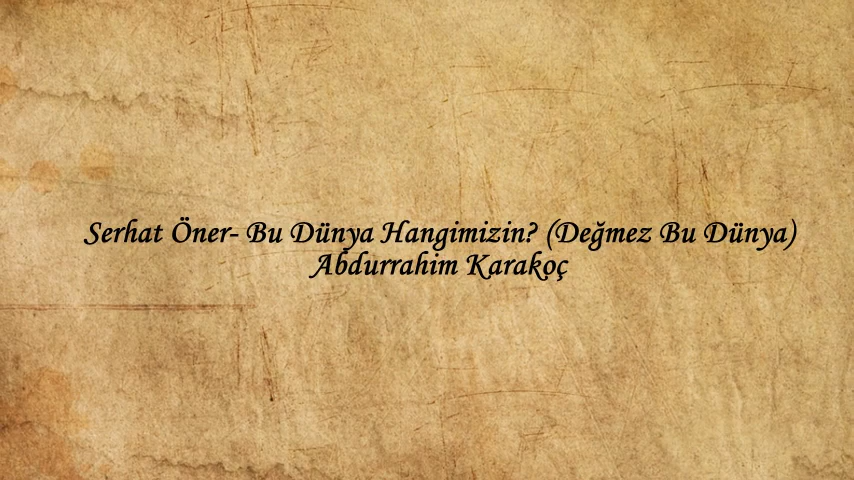 Serhat Öner- Bu Dünya Hangimizin? (Değmez Bu Dünya)
Abdurrahim Karakoç